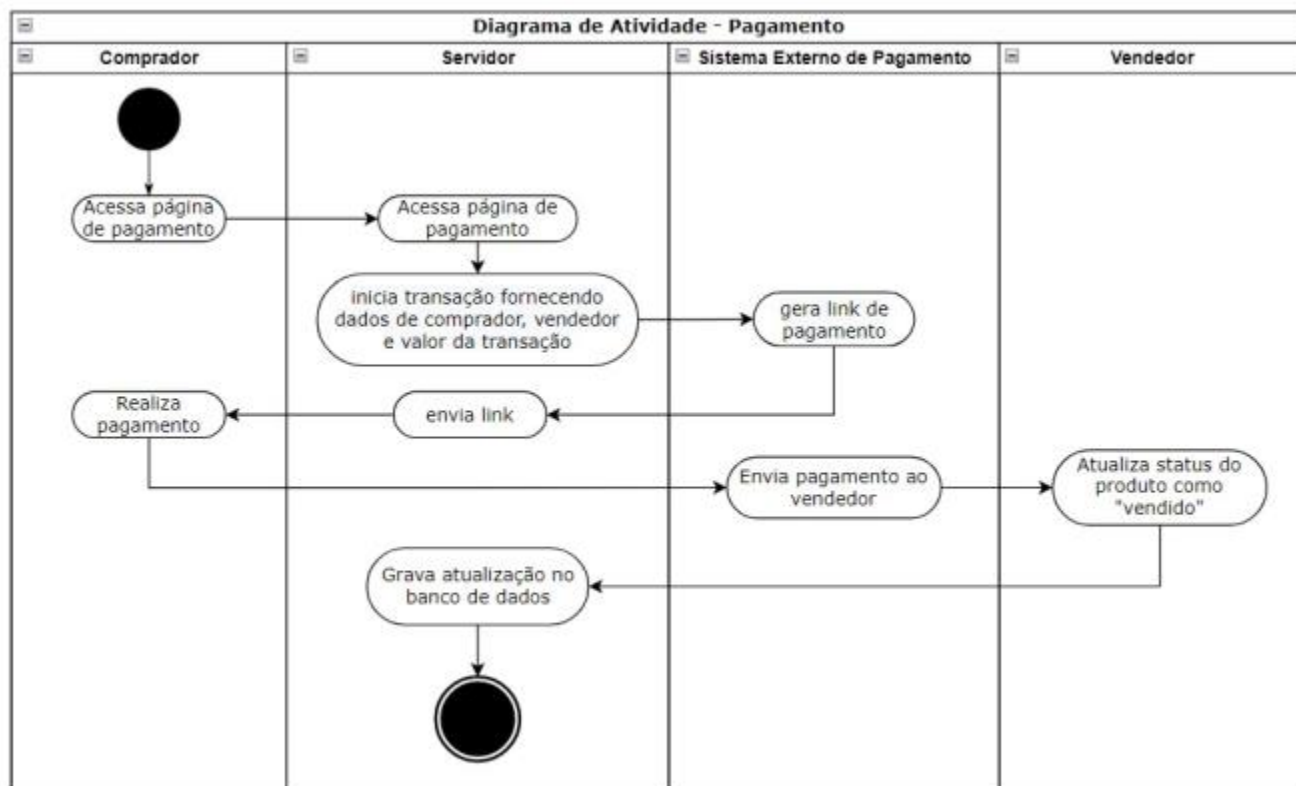 Diagrama de Atividade - Pagamento
Comprador
Servidor
Sistema Externo de Pagamento
Vendedor
Acessa página
de pagamento
Acessa página de
pagamento
inicia transação fornecendo
dados de comprador, vendedor
e valor da transação
gera link de
pagamento
Realiza
pagamento
envia link
Envia pagamento ao
vendedor
Atualiza status do
produto como
"vendido"
Grava atualização no
banco de dados